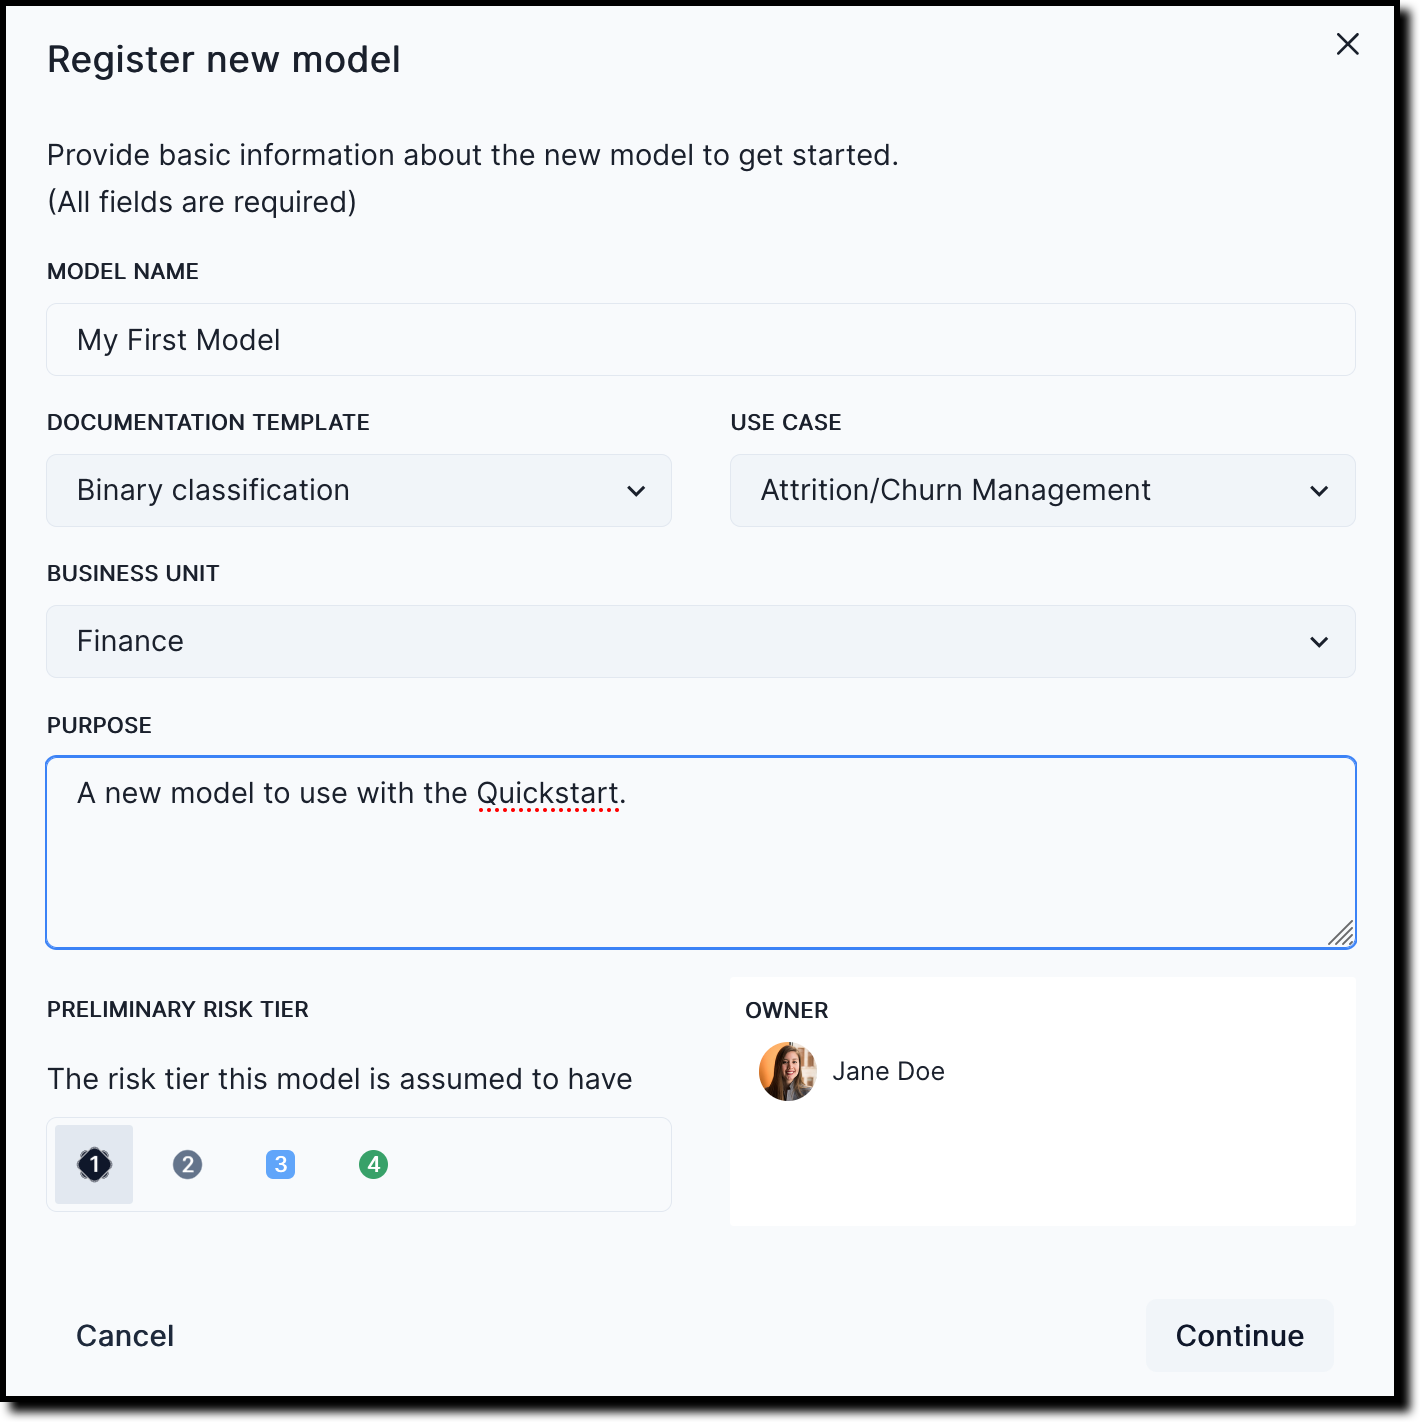 Register new model
Provide basic information about the new model to get started.
(All fields are required)
MODEL NAME
My First Model
DOCUMENTATION TEMPLATE
USE CASE
Binary classification
Attrition/Churn Management
BUSINESS UNIT
Finance
PURPOSE
A new model to use with the Quickstart.
PRELIMINARY RISK TIER
The risk tier this model is assumed to have
1 2 3 4
OWNER
Jane Doe
Cancel
Continue